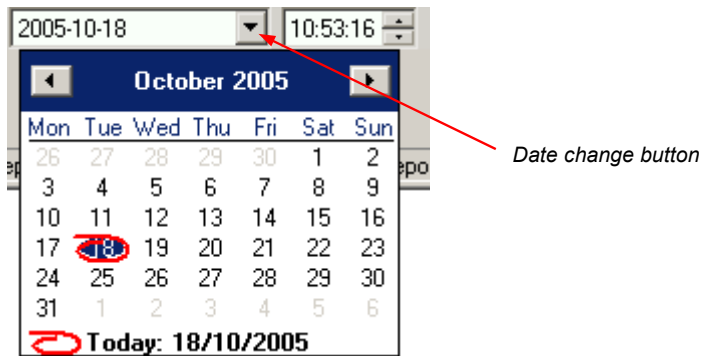 2005-10-18 10:53:16
October 2005
Mon Tue Wed Thu Fri Sat Sun
26 27 28 29 30 1 2
3 4 5 6 7 8 9
10 11 12 13 14 15 16
17 18 19 20 21 22 23
24 25 26 27 28 29 30
31 1 2 3 4 5 6
Today: 18/10/2005
Date change button